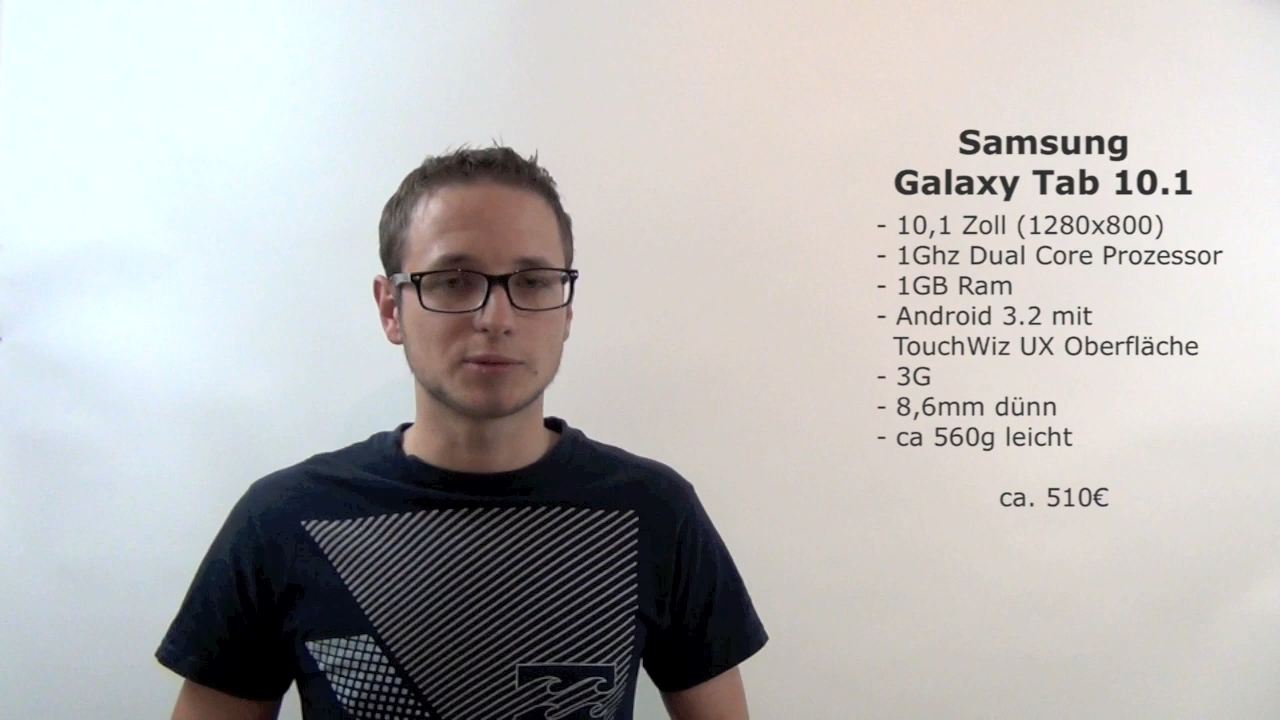 Samsung
Galaxy Tab 10.1
- 10,1 Zoll (1280x800)
- 1Ghz Dual Core Prozessor
- 1GB Ram
- Android 3.2 mit
TouchWiz UX Oberfläche
- 3G
- 8,6mm dünn
- ca 560g leicht
ca. 510€